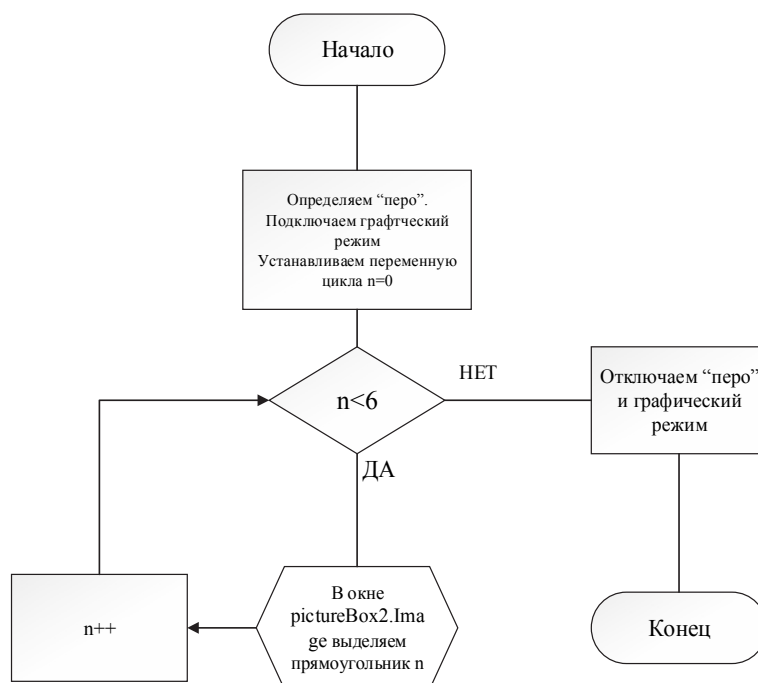 Начало
Определяем “перо”.
Подключаем графтческий
режим
Устанавливаем переменную
цикла n=0
n<6
НЕТ
Отключаем “перо”
и графический
режим
ДА
n++
В окне
pictureBox2.Ima
ge выделяем
прямоугольник n
Конец